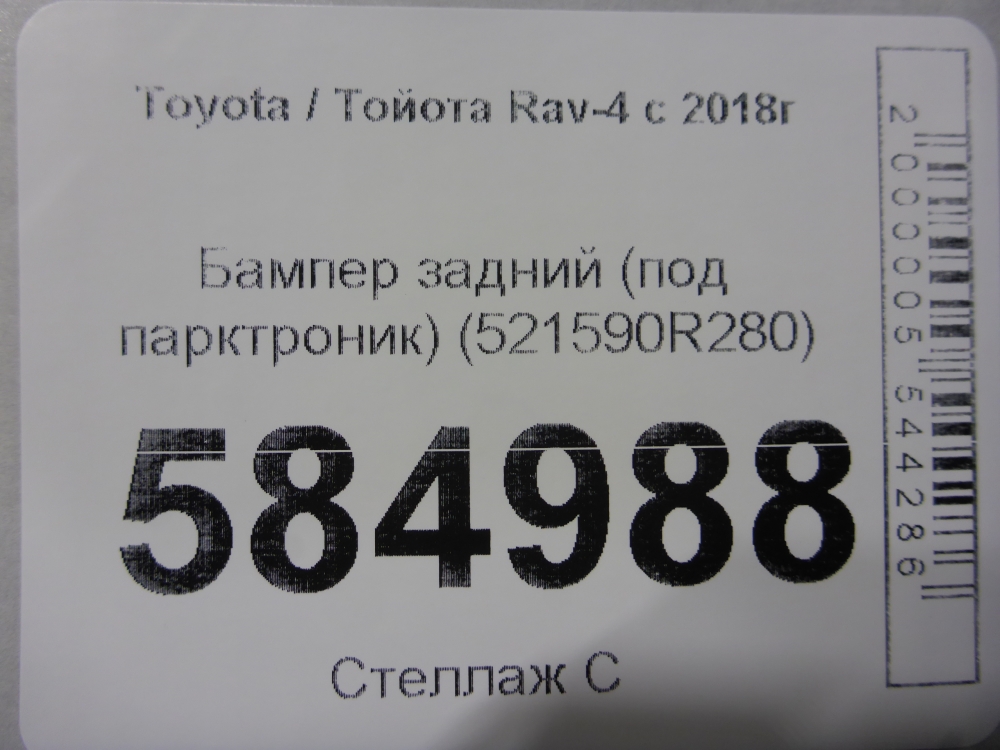 Toyota / Тойота Rav-4 с 2018г
Бампер задний (под
парктроник) (521590R280)
584988
Стеллаж С
2000005544286